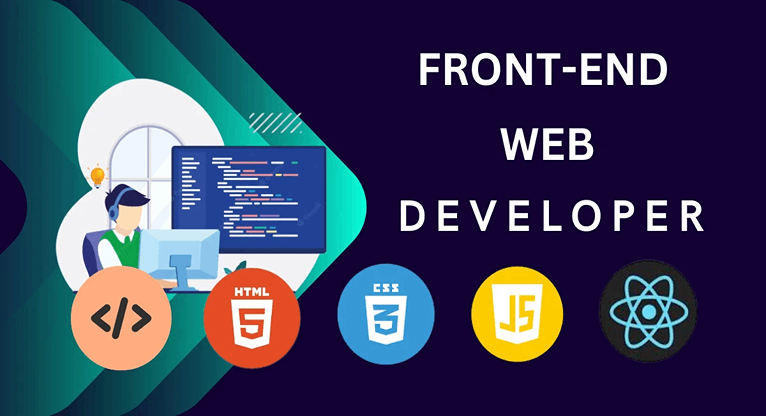 FRONT-END
WEB
DEVELOPER
</>
HTML
5
CSS
3
JS